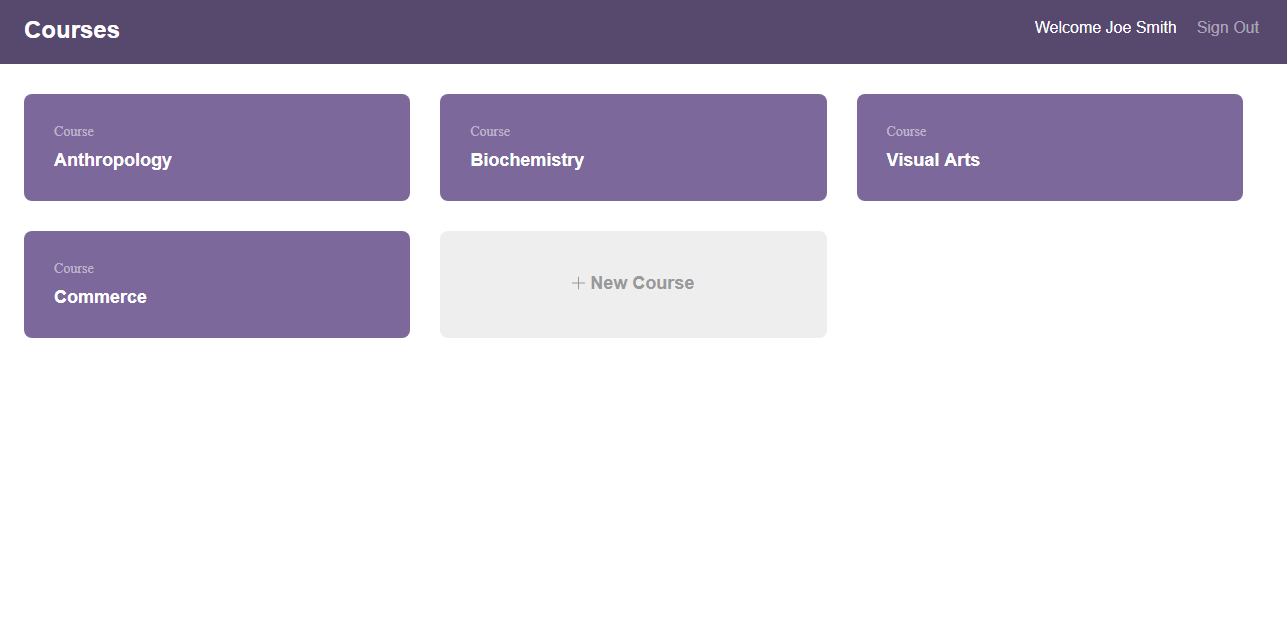 Courses
Welcome Joe Smith Sign Out
Course
Anthropology
Course
Biochemistry
Course
Visual Arts
Course
Commerce
+ New Course